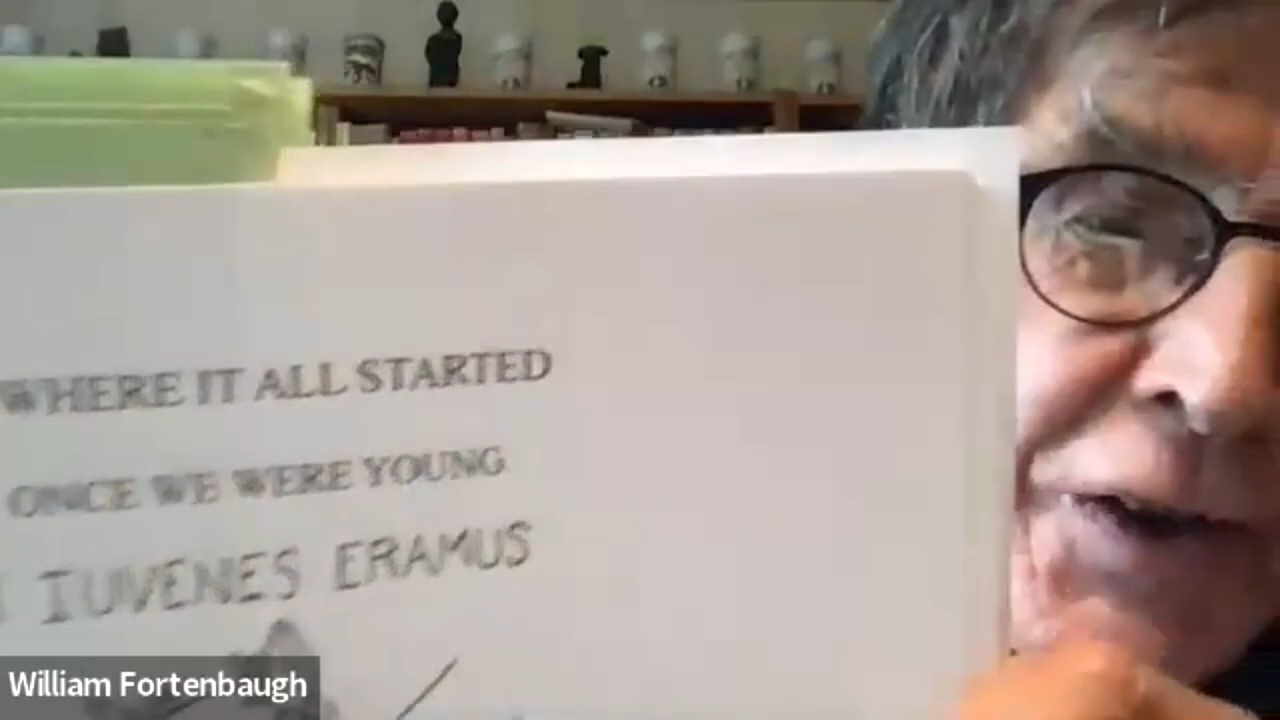 WHERE IT ALL STARTED
ONCE WE WERE YOUNG
IUVENES ERAMUS
William Fortenbaugh